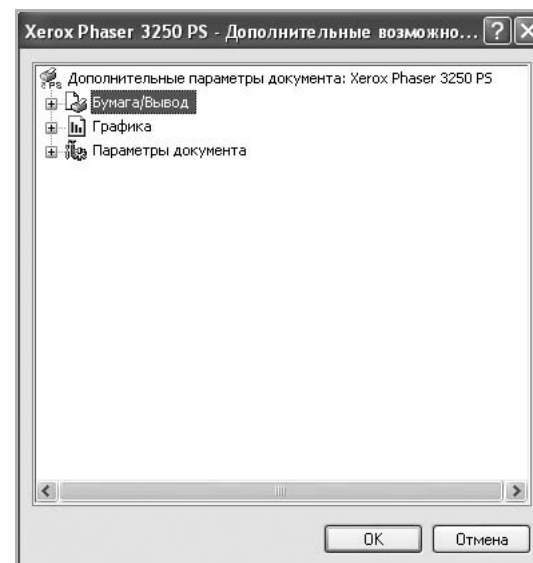 Xerox Phaser 3250 PS - Дополнительные возможно...
Дополнительные параметры документа: Xerox Phaser 3250 PS
Бумага/Вывод
Графика
Параметры документа
OK
Отмена